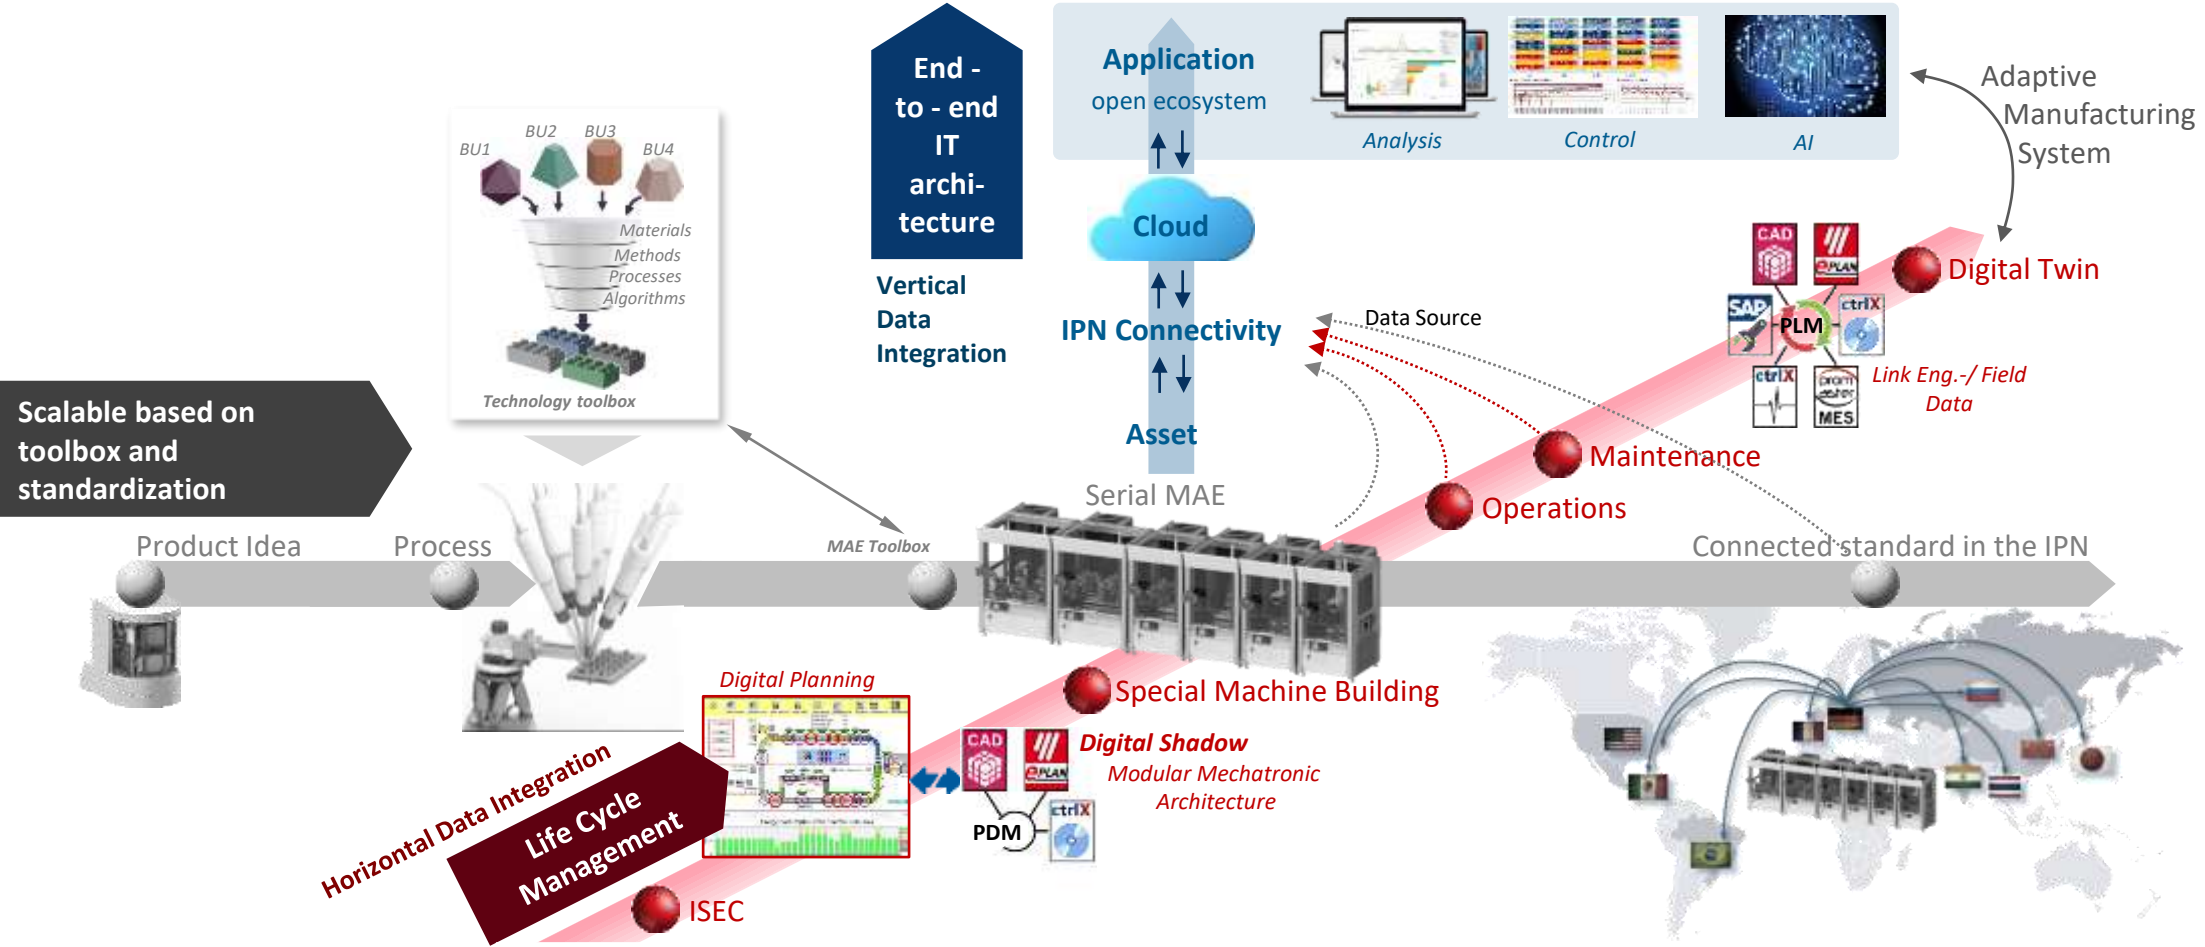 End -
to - end
IT
archi-
tecture
Vertical
Data
Integration
Application
open ecosystem
Cloud
IPN Connectivity
Asset
Serial MAE
Analysis
Control
AI
Adaptive
Manufacturing
System
BU1
BU2
BU3
BU4
Materials
Methods
Processes
Algorithms
Technology toolbox
Scalable based on
toolbox and
standardization
Product Idea
Process
MAE Toolbox
Connected standard in the IPN
Data Source
Digital Twin
CAD
ePLAN
SAP
PLM
ctrlX
ctrlX
MES
Link Eng.-/ Field
Data
Maintenance
Operations
Special Machine Building
Digital Planning
Digital Shadow
Modular Mechatronic
Architecture
CAD
ePLAN
PDM
ctrlX
Horizontal Data Integration
Life Cycle
Management
ISEC